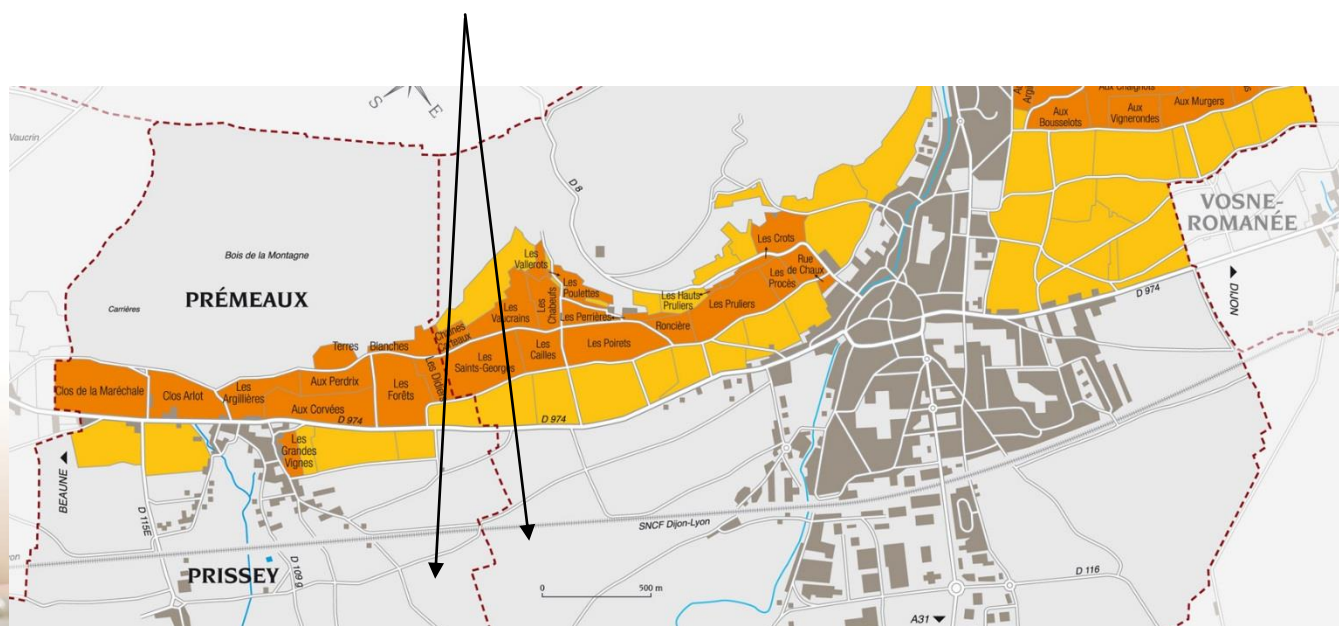 Aux Chaignots
Aux Murgers
Aux
Vignerondes
Aux
Bousselots
S
E
Vaucrin
VOSNE-
ROMANÉE
D 8
Les Crots
Bois de la Montagne
Les
Vallerots
Rue
de Chaux
Les
Procès
PRÉMEAUX
Les
Poulettes
Les Hauts
Pruliers
Les Pruliers
DIJON
D 974
Carrières
Les
Vaucrains
Les
Chabœufs
Les Perrières
Roncière
Chaines
Carteaux
Terres Blanches
Les
Cailles
Les Poirets
Les
Saints-Georges
Les Didiers
Clos de la Maréchale
Clos Arlot
Les
Argillières
Aux Perdrix
Les
Forêts
Aux Corvées
D 974
D 974
Les
Grandes
Vignes
BEAUNE
D 115E
SNCF Dijon-Lyon
PRISSEY
D 109 g
D 116
0
500 m
A31